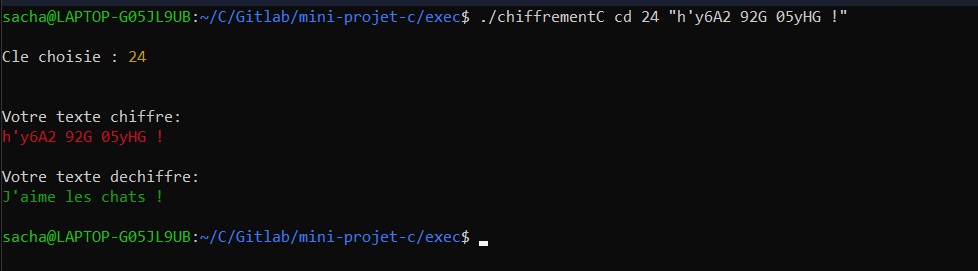 sacha@LAPTOP-G05JL9UB:~/C/Gitlab/mini-projet-c/exec$ ./chiffrementC cd 24 "h'y6A2 92G 05yHG !"
Cle choisie : 24
Votre texte chiffre:
h'y6A2 92G 05yHG !
Votre texte dechiffre:
J'aime les chats !
sacha@LAPTOP-G05JL9UB:~/C/Gitlab/mini-projet-c/exec$